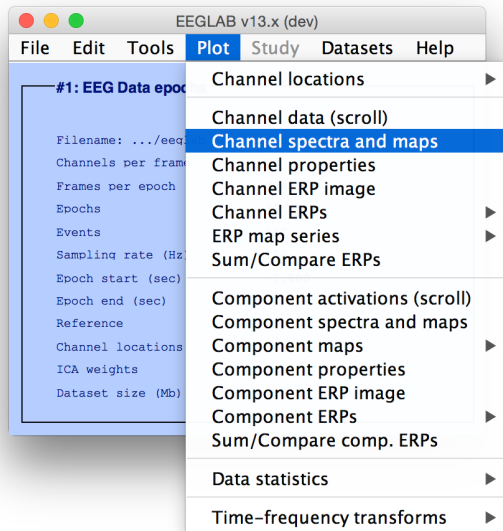 EEGLAB v13.x (dev)
File Edit Tools Plot Study Datasets Help
#1: EEG Data
Filename:
Channels per
Frames per epoch
Epochs
Events
Sampling rate
Epoch start (sec)
Epoch end (sec)
Reference
Channel locations
ICA weights
Dataset size (Mb)
Channel locations
Channel data (scroll)
Channel spectra and maps
Channel properties
Channel ERP image
Channel ERPs
ERP map series
Sum/Compare ERPs
Component activations (scroll)
Component spectra and maps
Component maps
Component properties
Component ERP image
Component ERPs
Sum/Compare comp. ERPs
Data statistics
Time-frequency transforms